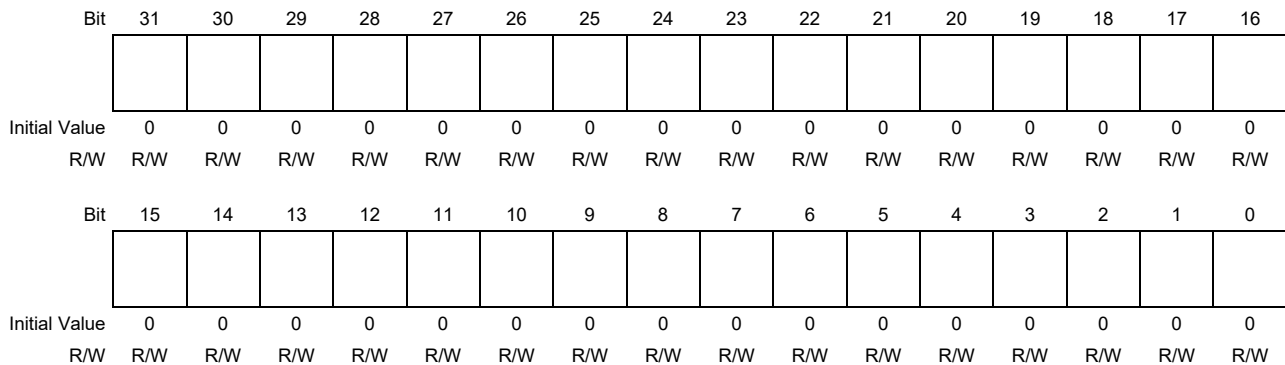 Bit 31 30 29 28 27 26 25 24 23 22 21 20 19 18 17 16
Initial Value 0 0 0 0 0 0 0 0 0 0 0 0 0 0 0 0
R/W R/W R/W R/W R/W R/W R/W R/W R/W R/W R/W R/W R/W R/W R/W R/W R/W
Bit 15 14 13 12 11 10 9 8 7 6 5 4 3 2 1 0
Initial Value 0 0 0 0 0 0 0 0 0 0 0 0 0 0 0 0
R/W R/W R/W R/W R/W R/W R/W R/W R/W R/W R/W R/W R/W R/W R/W R/W R/W